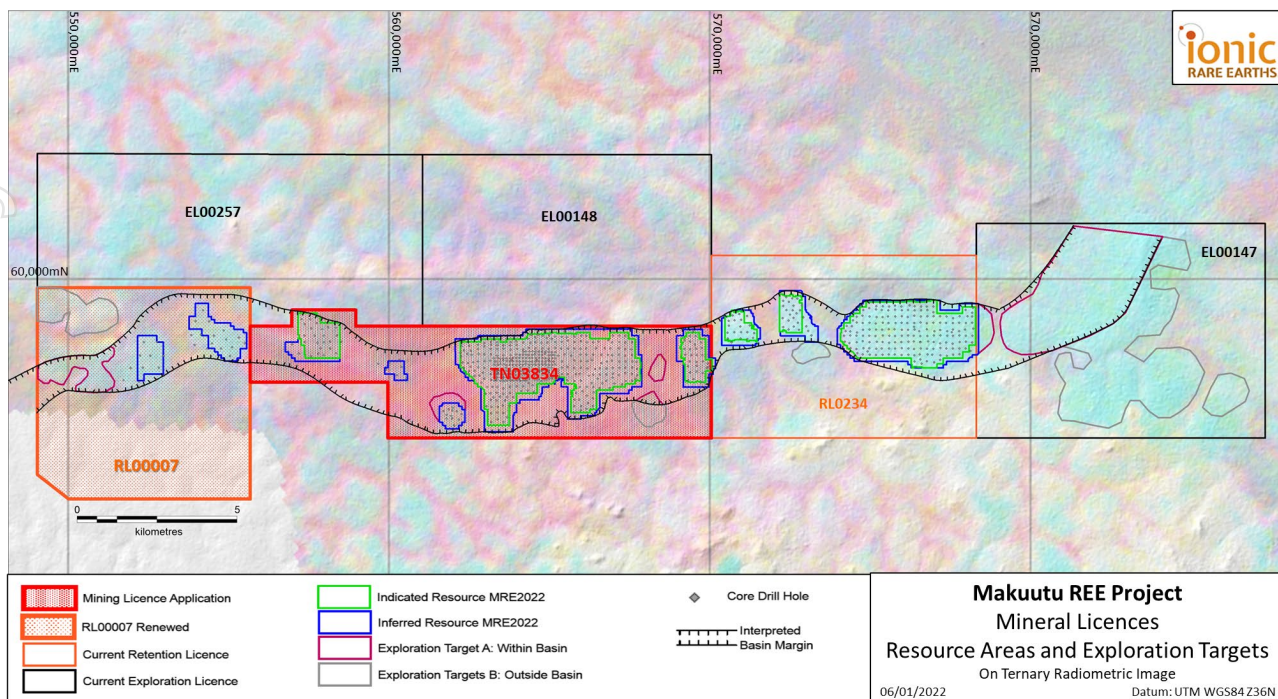 550,000mE
560,000mE
570,000mE
570,000mE
ionic
RARE EARTHS
EL00257
EL00148
EL00147
60,000mN
TN03834
RL0234
RL00007
0 5
kilometres
Mining Licence Application
RL00007 Renewed
Current Retention Licence
Current Exploration Licence
Indicated Resource MRE2022
Inferred Resource MRE2022
Exploration Target A: Within Basin
Exploration Targets B: Outside Basin
Core Drill Hole
Interpreted
Basin Margin
Makuutu REE Project
Mineral Licences
Resource Areas and Exploration Targets
On Ternary Radiometric Image
06/01/2022 Datum: UTM WGS84 Z36N